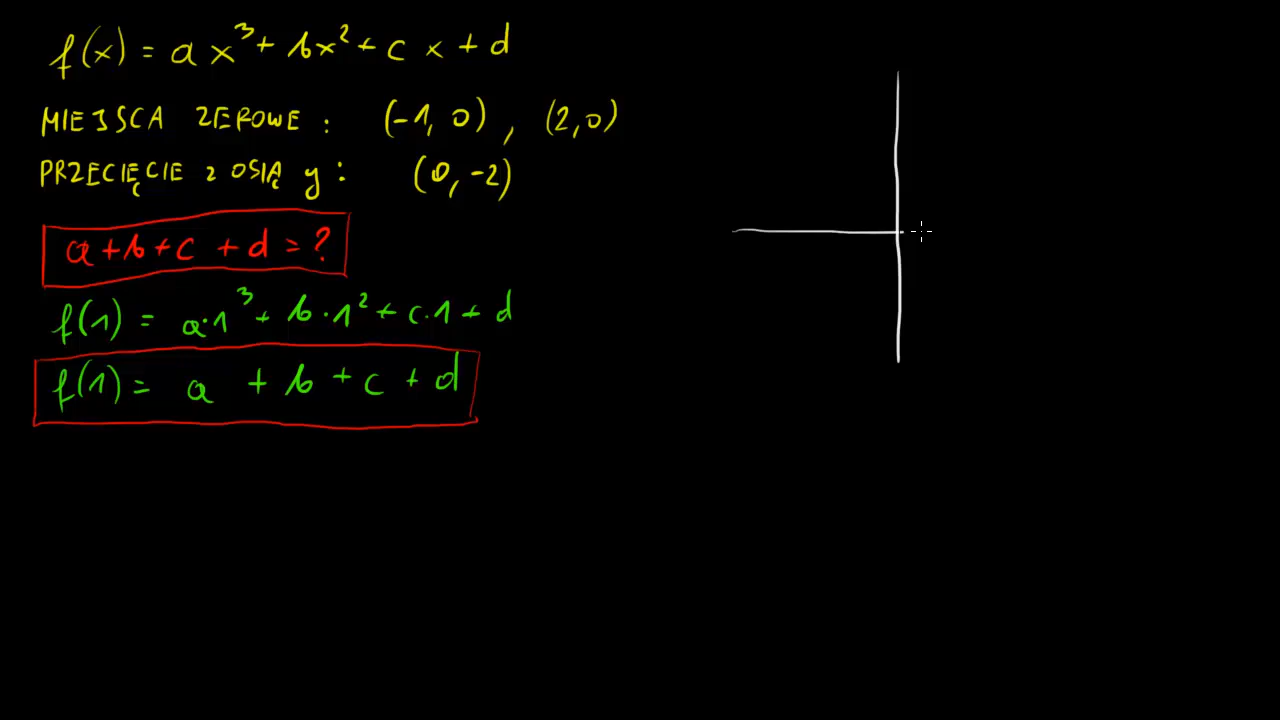 f(x) = ax³ + bx² + cx + d
MIEJSCA ZEROWE : (-1, 0) , (2,0)
PRZECIĘCIE Z OSIĄ y : (0, -2)
a + b + c + d = ?
f(1) = a·1³ + b·1² + c·1 + d
f(1) = a + b + c + d